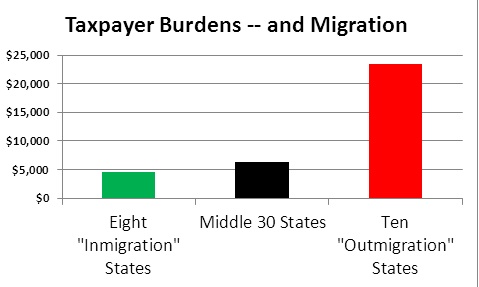 Taxpayer Burdens -- and Migration
$25,000
$20,000
$15,000
$10,000
$5,000
$0
Eight
"Inmigration"
States
Middle 30 States
Ten
"Outmigration"
States